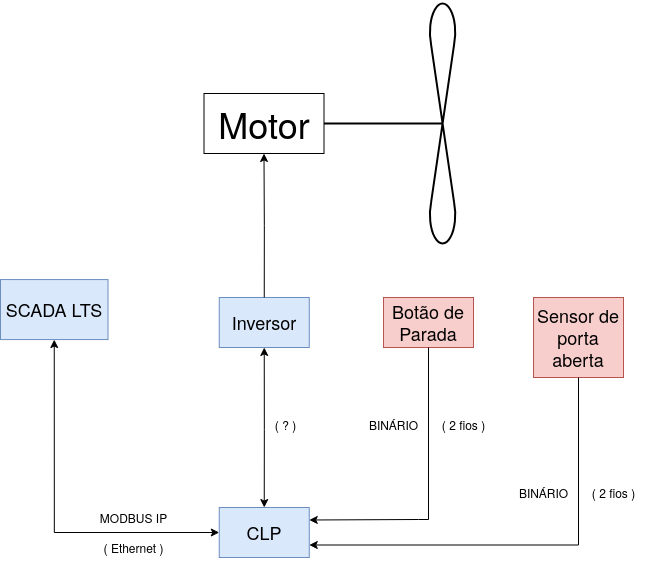 Motor
SCADA LTS
Inversor
Botão de
Parada
Sensor de
porta
aberta
( ? )
BINÁRIO
( 2 fios )
BINÁRIO
( 2 fios )
MODBUS IP
( Ethernet )
CLP